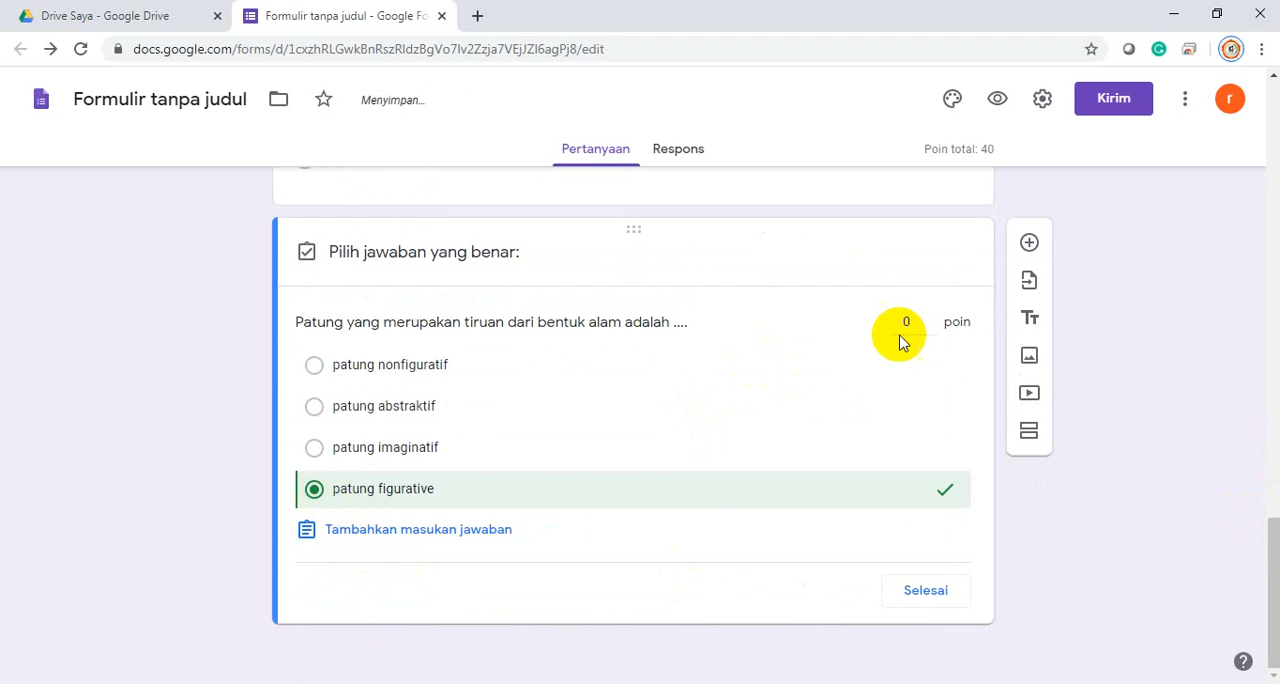 Drive Saya - Google Drive
Formulir tanpa judul - Google Fo
docs.google.com/forms/d/1cxzhRLGwkBnRszRldzBgVo7Iv2Zzja7VEjJZI6agPj8/edit
Formulir tanpa judul
Menyimpan...
Kirim
r
Pertanyaan
Respons
Poin total: 40
Pilih jawaban yang benar:
Patung yang merupakan tiruan dari bentuk alam adalah ....
0 poin
patung nonfiguratif
patung abstraktif
patung imaginatif
patung figurative
Tambahkan masukan jawaban
Selesai